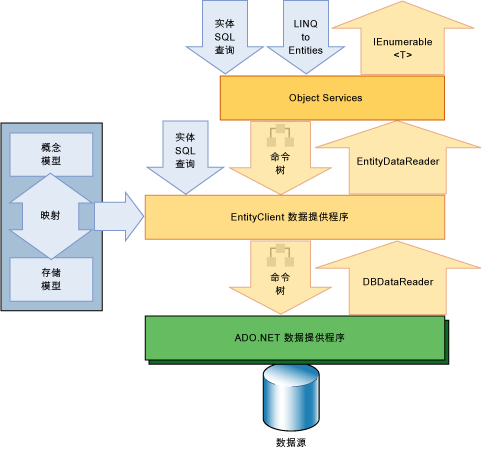 实体
SQL
查询
LINQ
to
Entities
IEnumerable
<T>
Object Services
实体
SQL
查询
命令
树
EntityDataReader
概念
模型
映射
存储
模型
EntityClient 数据提供程序
命令
树
DBDataReader
ADO.NET 数据提供程序
数据源